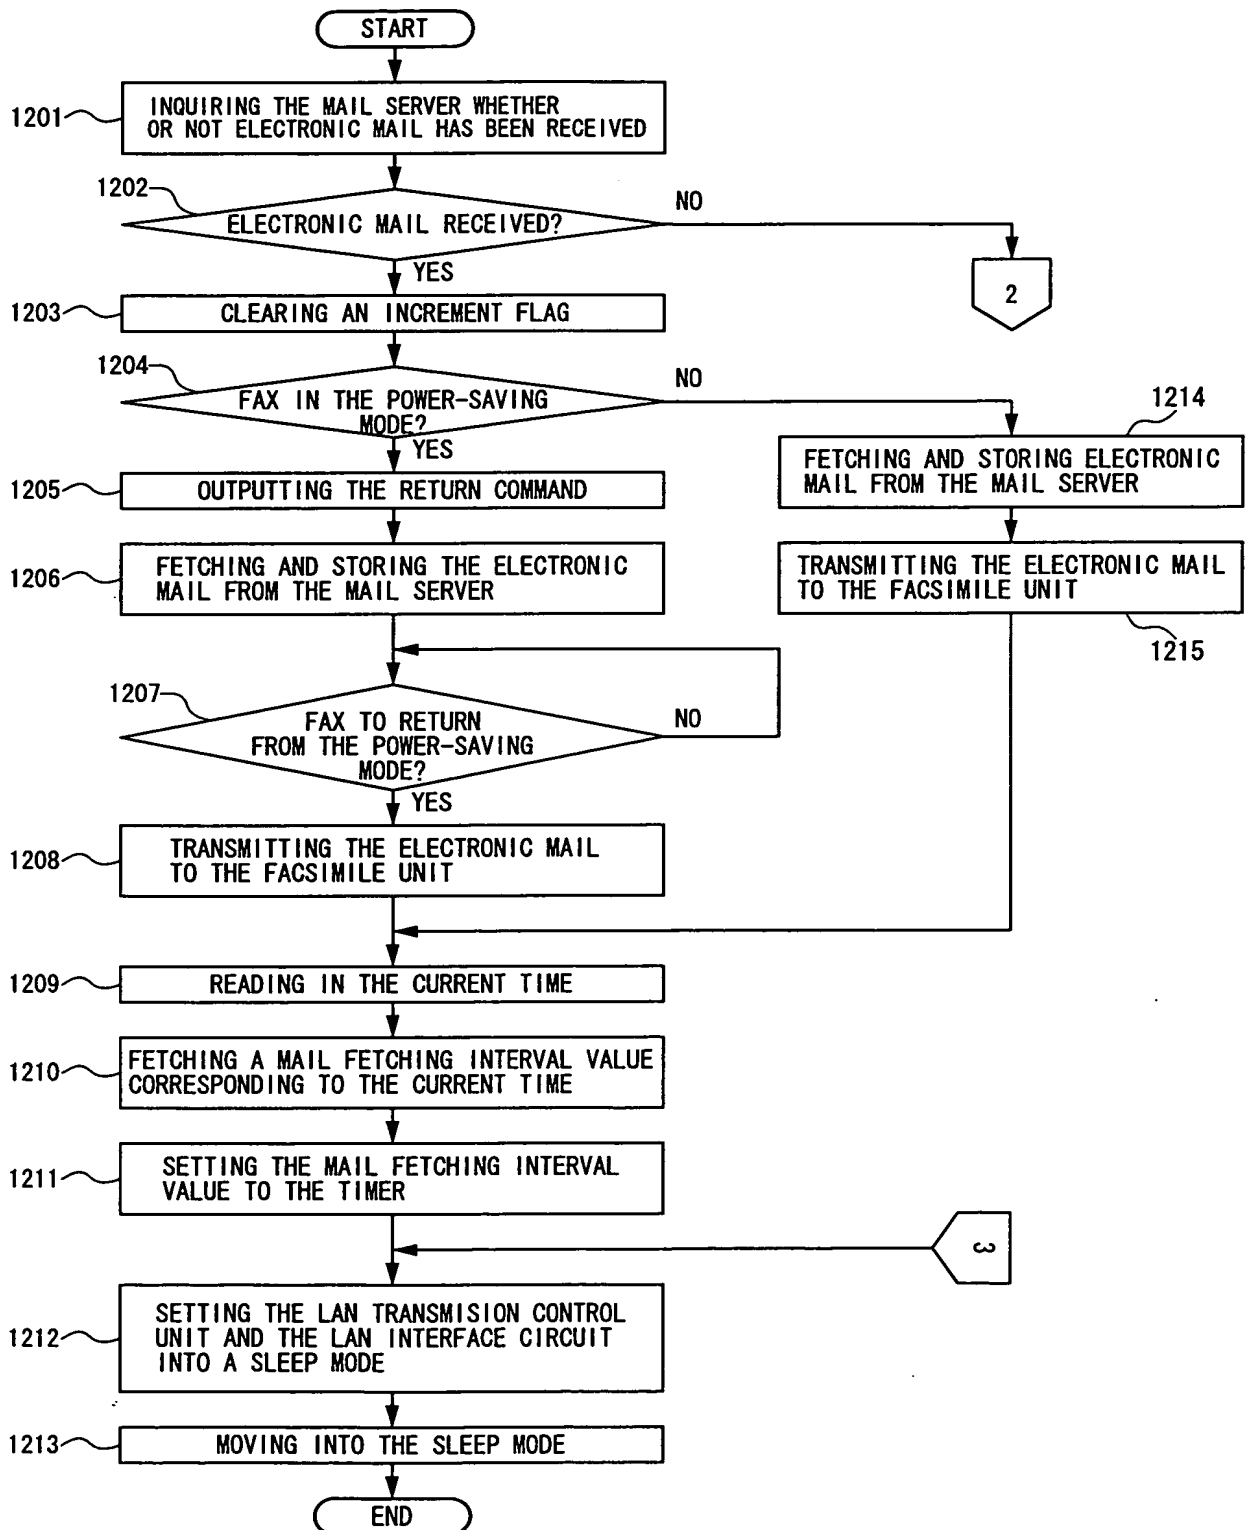 START
1201
INQUIRING THE MAIL SERVER WHETHER
OR NOT ELECTRONIC MAIL HAS BEEN RECEIVED
1202
ELECTRONIC MAIL RECEIVED?
NO
YES
2
1203
CLEARING AN INCREMENT FLAG
1204
FAX IN THE POWER-SAVING
MODE?
NO
YES
1214
FETCHING AND STORING ELECTRONIC
MAIL FROM THE MAIL SERVER
1205
OUTPUTTING THE RETURN COMMAND
1206
FETCHING AND STORING THE ELECTRONIC
MAIL FROM THE MAIL SERVER
TRANSMITTING THE ELECTRONIC MAIL
TO THE FACSIMILE UNIT
1215
1207
FAX TO RETURN
FROM THE POWER-SAVING
MODE?
NO
YES
1208
TRANSMITTING THE ELECTRONIC MAIL
TO THE FACSIMILE UNIT
1209
READING IN THE CURRENT TIME
1210
FETCHING A MAIL FETCHING INTERVAL VALUE
CORRESPONDING TO THE CURRENT TIME
1211
SETTING THE MAIL FETCHING INTERVAL
VALUE TO THE TIMER
3
1212
SETTING THE LAN TRANSMISION CONTROL
UNIT AND THE LAN INTERFACE CIRCUIT
INTO A SLEEP MODE
1213
MOVING INTO THE SLEEP MODE
END